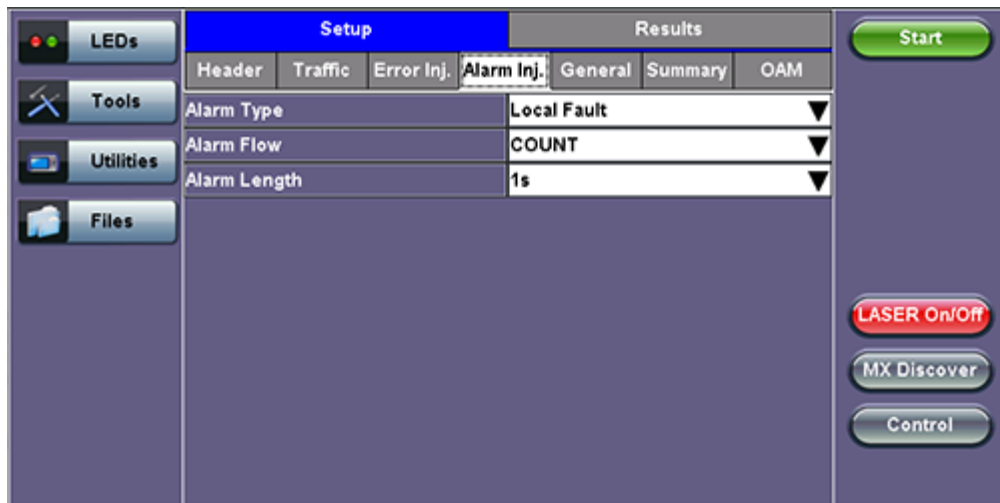 LEDs
Tools
Utilities
Files
Setup Results
Header Traffic Error Inj. Alarm Inj. General Summary OAM
Alarm Type Local Fault
Alarm Flow COUNT
Alarm Length 1s
Start
LASER On/Off
MX Discover
Control